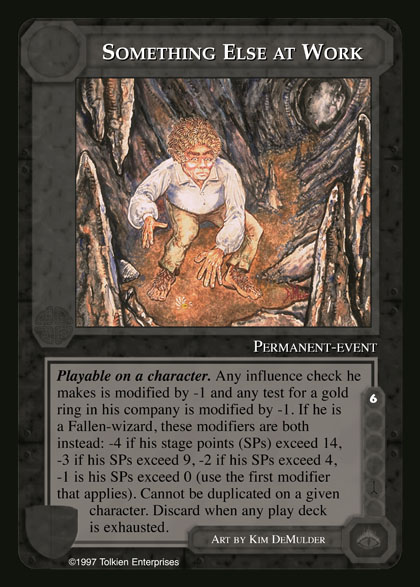 SOMETHING ELSE AT WORK
PERMANENT-EVENT
Playable on a character. Any influence check he
makes is modified by -1 and any test for a gold
ring in his company is modified by -1. If he is
a Fallen-wizard, these modifiers are both
instead: -4 if his stage points (SPs) exceed 14,
-3 if his SPs exceed 9, -2 if his SPs exceed 4,
-1 is his SPs exceed 0 (use the first modifier
that applies). Cannot be duplicated on a given
character. Discard when any play deck
is exhausted.
6
ART BY KIM DEMULDER
©1997 Tolkien Enterprises